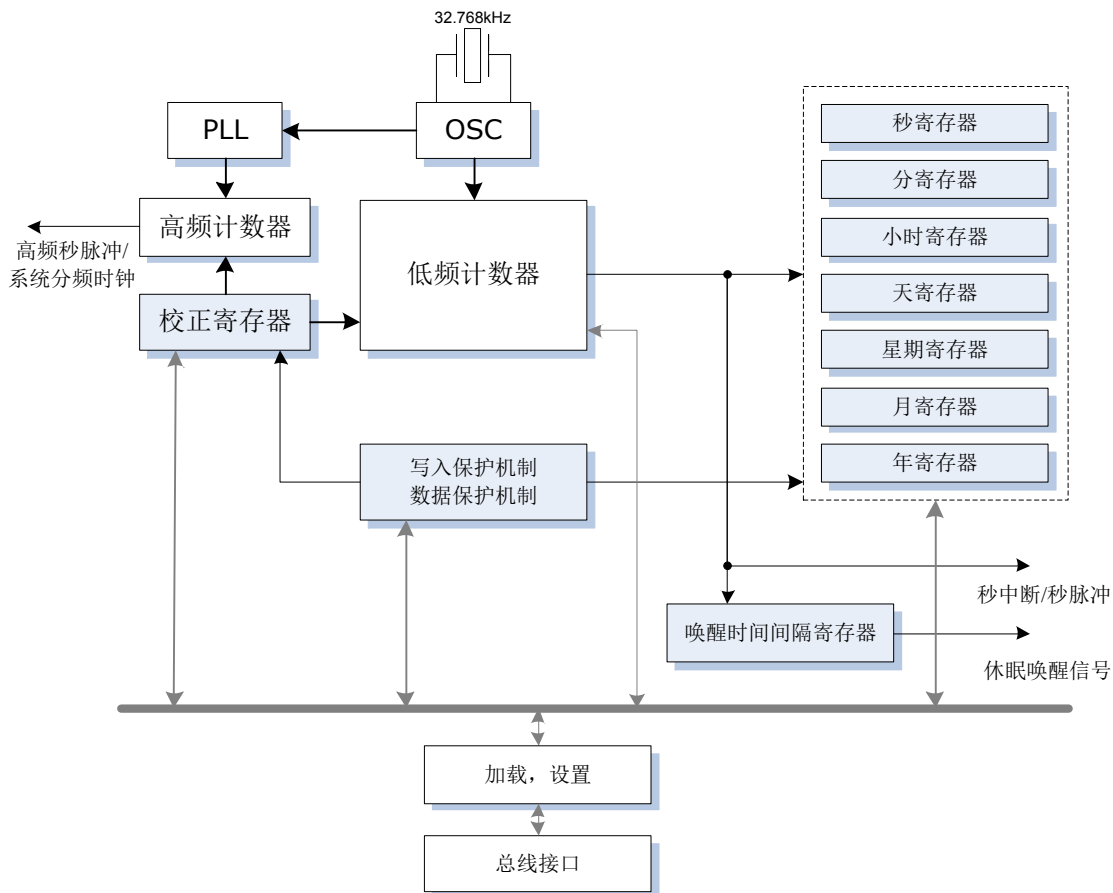 32.768kHz
PLL
OSC
秒寄存器
分寄存器
高频计数器
小时寄存器
高频秒脉冲/
系统分频时钟
低频计数器
天寄存器
校正寄存器
星期寄存器
月寄存器
写入保护机制
数据保护机制
年寄存器
秒中断/秒脉冲
唤醒时间间隔寄存器
休眠唤醒信号
加载，设置
总线接口